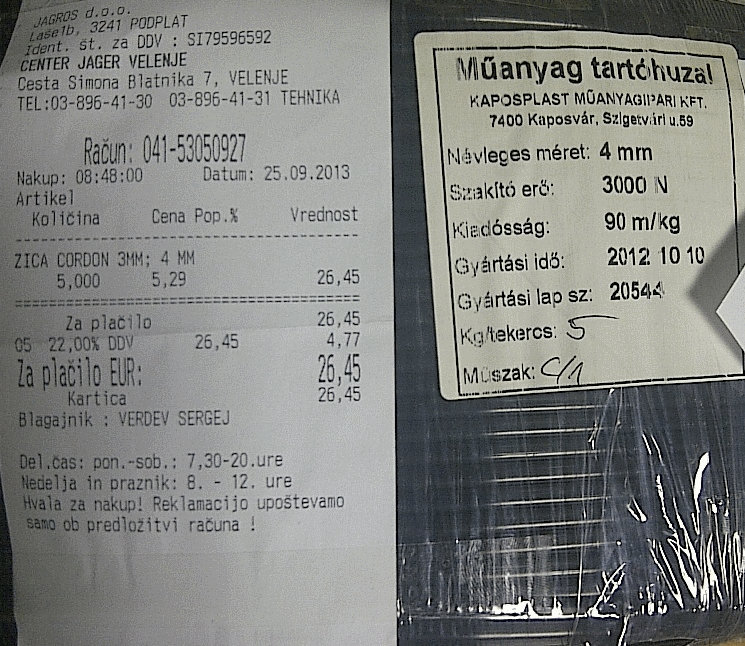 JAGROS d.o.o.
Laše1b, 3241 PODPLAT
Ident. št. za DDV : SI79596592
CENTER JAGER VELENJE
Cesta Simona Blatnika 7, VELENJE
TEL:03-896-41-30 03-896-41-31 TEHNIKA
Račun: 041-53050927
Nakup: 08:48:00 Datum: 25.09.2013
Artikel
Količina Cena Pop.% Vrednost
ZICA CORDON 3MM; 4 MM
5,000 5,29 26,45
Za plačilo 26,45
05 22,00% DDV 26,45 4,77
Za plačilo EUR: 26,45
Kartica 26,45
Blagajnik : VERDEV SERGEJ
Del.čas: pon.-sob.: 7,30-20.ure
Nedelja in praznik: 8. - 12. ure
Hvala za nakup! Reklamacijo upoštevamo
samo ob predložitvi računa !
Műanyag tartóhuzal
KAPOSPLAST MŰANYAGIPARI KFT.
7400 Kaposvár, Szigetvári u.59
Névleges méret: 4 mm
Szakító erő: 3000 N
Kiadósság: 90 m/kg
Gyártási idő: 2012 10 10
Gyártási lap sz: 20544
Kg/tekercs: 5
Műszak: C/1